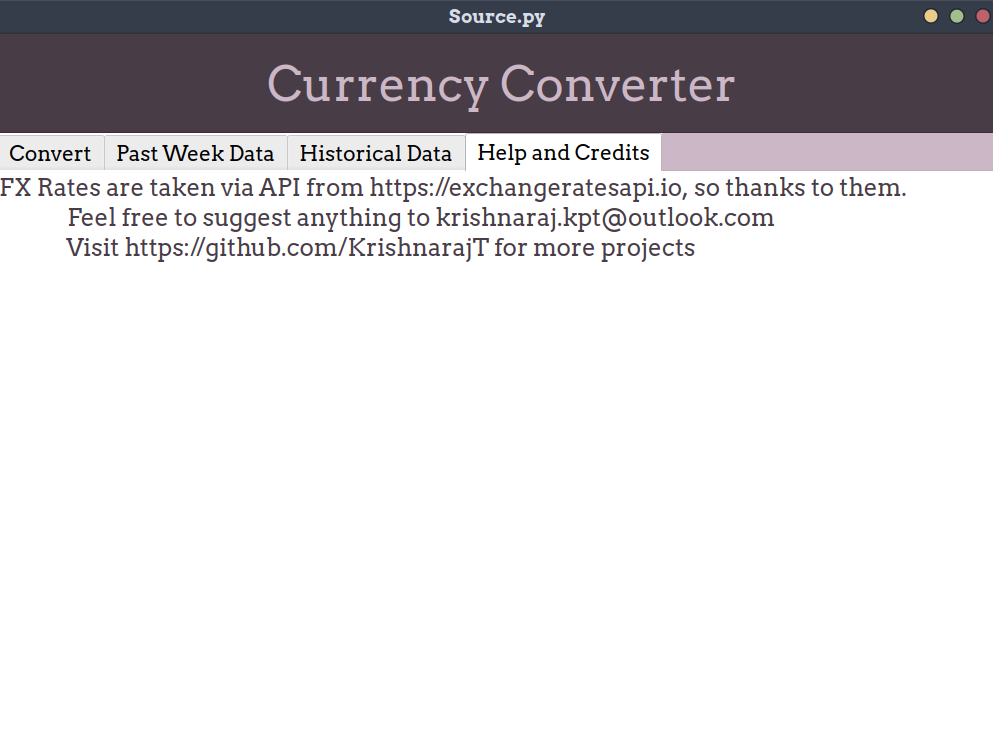 Source.py
Currency Converter
Convert Past Week Data Historical Data Help and Credits
FX Rates are taken via API from https://exchangeratesapi.io, so thanks to them.
Feel free to suggest anything to krishnaraj.kpt@outlook.com
Visit https://github.com/KrishnarajT for more projects